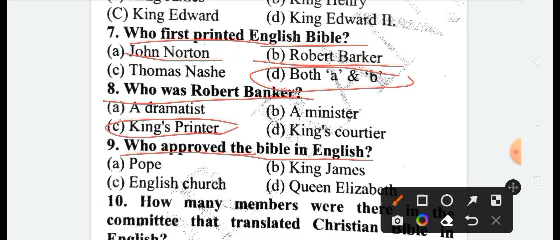 (C) King Edward (d) King Edward II.
7. Who first printed English Bible?
(a) John Norton (b) Robert Barker
(c) Thomas Nashe (d) Both 'a' & 'b'
8. Who was Robert Banker?
(a) A dramatist (b) A minister
(c) King's Printer (d) King's courtier
9. Who approved the bible in English?
(a) Pope (b) King James
(c) English church (d) Queen Elizabeth
10. How many members were there in the
committee that translated Christian Bible in
English?